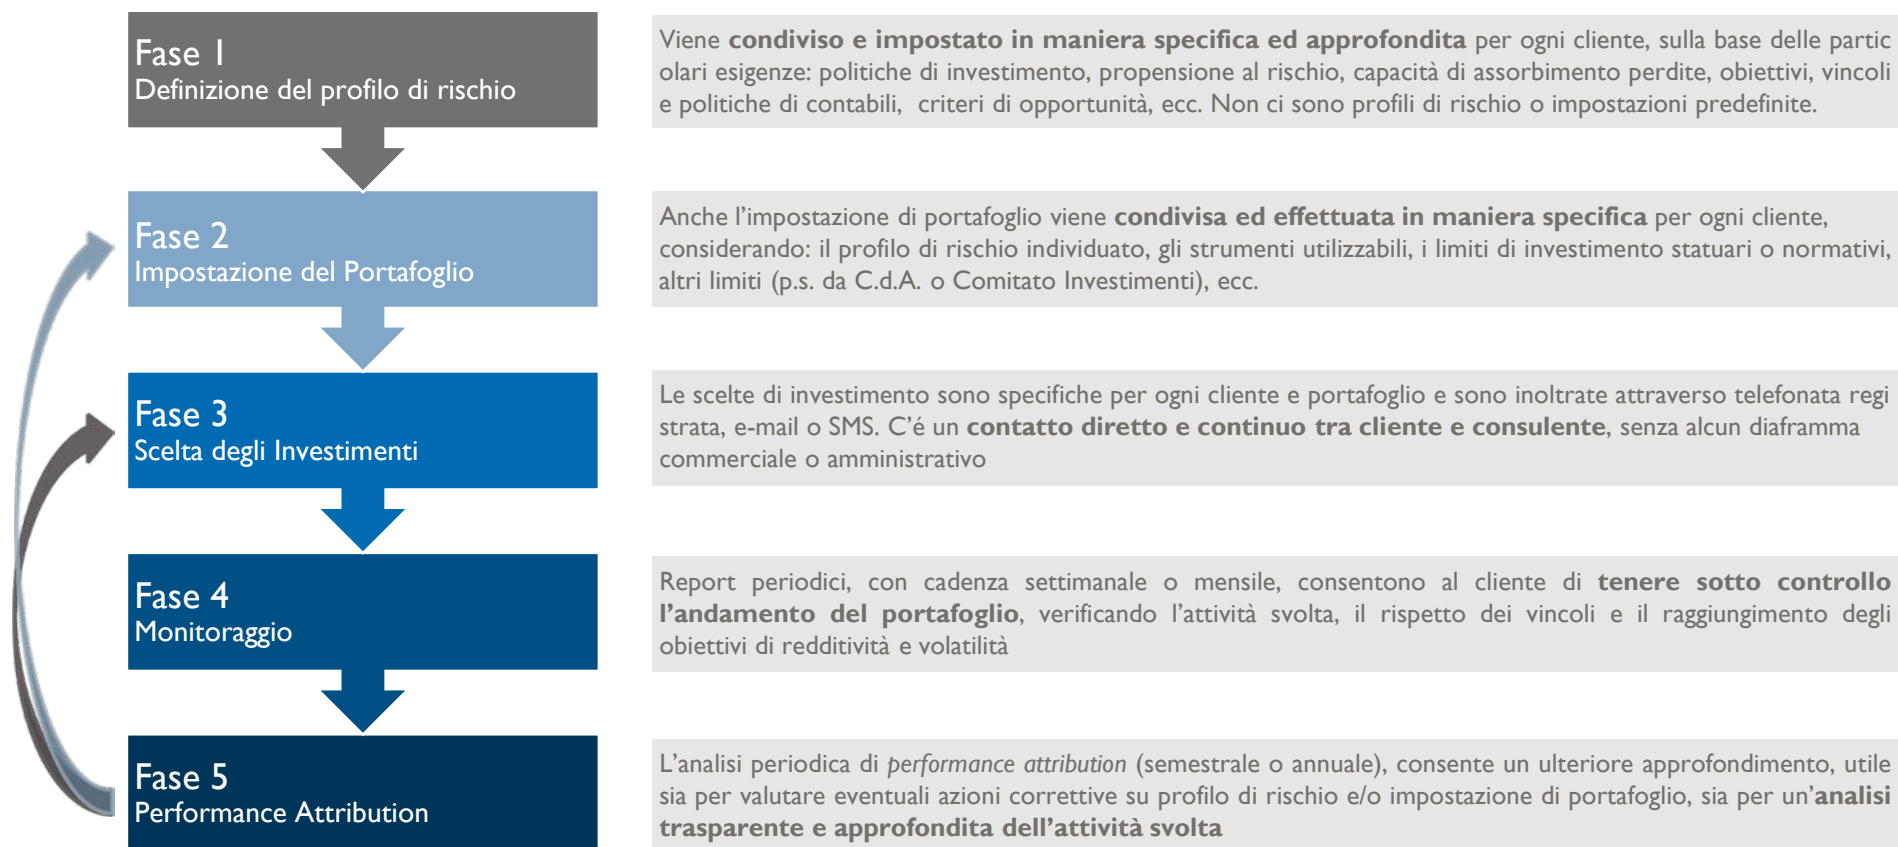 Fase 1
Definizione del profilo di rischio
Viene condiviso e impostato in maniera specifica ed approfondita per ogni cliente, sulla base delle partic
olari esigenze: politiche di investimento, propensione al rischio, capacità di assorbimento perdite, obiettivi, vincoli
e politiche di contabili, criteri di opportunità, ecc. Non ci sono profili di rischio o impostazioni predefinite.
Fase 2
Impostazione del Portafoglio
Anche l'impostazione di portafoglio viene condivisa ed effettuata in maniera specifica per ogni cliente,
considerando: il profilo di rischio individuato, gli strumenti utilizzabili, i limiti di investimento statuari o normativi,
altri limiti (p.s. da C.d.A. o Comitato Investimenti), ecc.
Fase 3
Scelta degli Investimenti
Le scelte di investimento sono specifiche per ogni cliente e portafoglio e sono inoltrate attraverso telefonata regi
strata, e-mail o SMS. C'é un contatto diretto e continuo tra cliente e consulente, senza alcun diaframma
commerciale o amministrativo
Fase 4
Monitoraggio
Report periodici, con cadenza settimanale o mensile, consentono al cliente di tenere sotto controllo
l'andamento del portafoglio, verificando l'attività svolta, il rispetto dei vincoli e il raggiungimento degli
obiettivi di redditività e volatilità
Fase 5
Performance Attribution
L'analisi periodica di performance attribution (semestrale o annuale), consente un ulteriore approfondimento, utile
sia per valutare eventuali azioni correttive su profilo di rischio e/o impostazione di portafoglio, sia per un'analisi
trasparente e approfondita dell'attività svolta